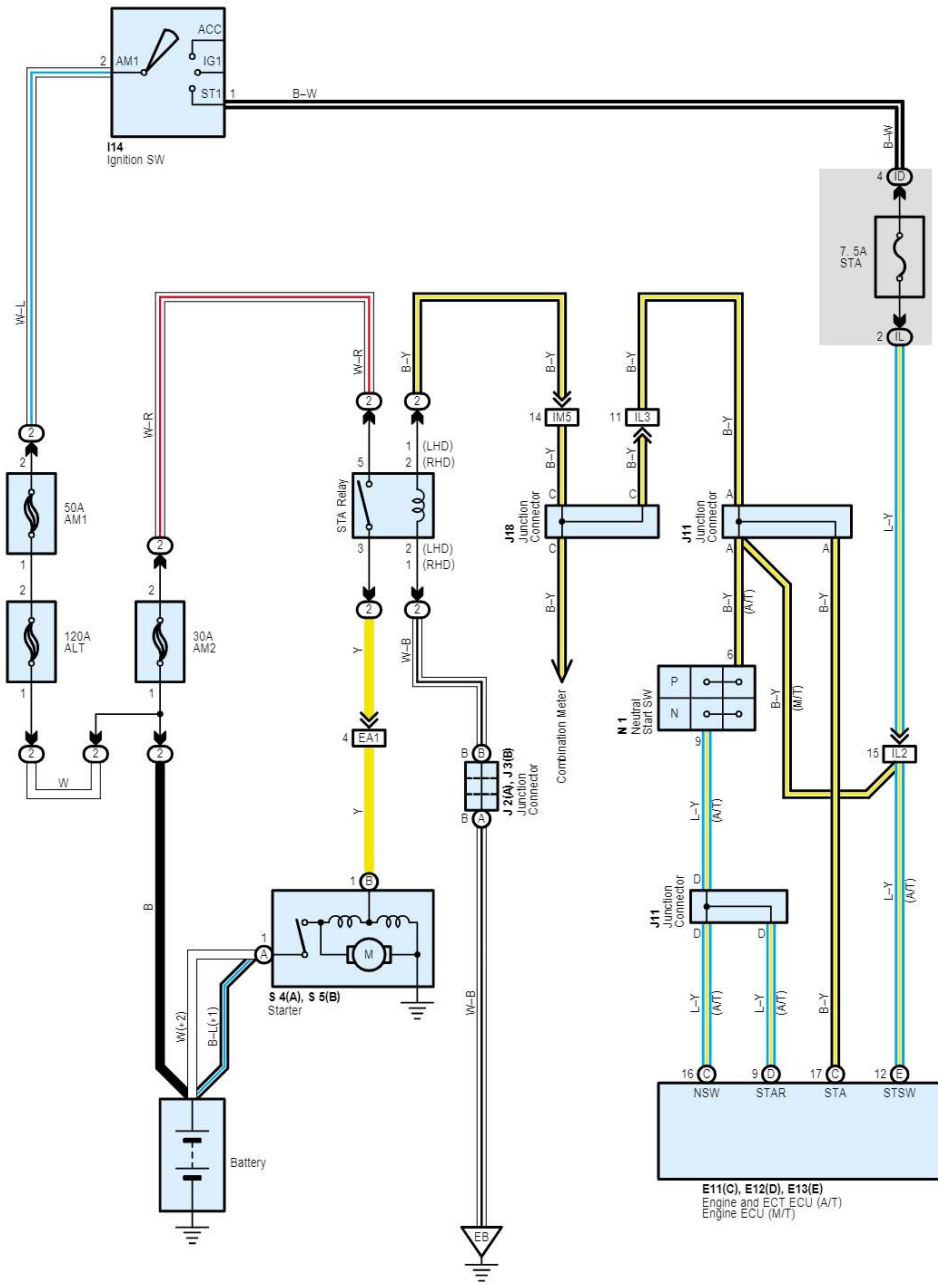 ACC
2 AM1
IG1
ST1 1
B–W
I14
Ignition SW
B–W
4 ID
7. 5A
STA
2 IL
W–L
W–R
W–R
B–Y
B–Y
B–Y
B–Y
2
2
2
14 IM5
11 IL3
1 (LHD)
2 (RHD)
5
2
50A
AM1
1
STA Relay
B–Y
B–Y
C
C
A
J18
Junction
Connector
J11
Junction
Connector
L–Y
2
3
2 (LHD)
1 (RHD)
C
A
A
2
120A
ALT
1
2
30A
AM2
1
2
2
B–Y
B–Y
(A/T)
B–Y
Y
W–B
6
P
N
N 1
Neutral
Start SW
B–Y
(M/T)
Combination Meter
4 EA1
2
2
2
W
9
15 IL2
B B
J 2(A), J 3(B)
Junction
Connector
B A
L–Y
(A/T)
Y
1 B
B
D
J11
Junction
Connector
D
D
L–Y
(A/T)
1
A
M
S 4(A), S 5(B)
Starter
W(*2)
B–L(*1)
W–B
L–Y
(A/T)
L–Y
(A/T)
B–Y
16 C
9 D
17 C
12 E
NSW
STAR
STA
STSW
Battery
E11(C), E12(D), E13(E)
Engine and ECT ECU (A/T)
Engine ECU (M/T)
EB